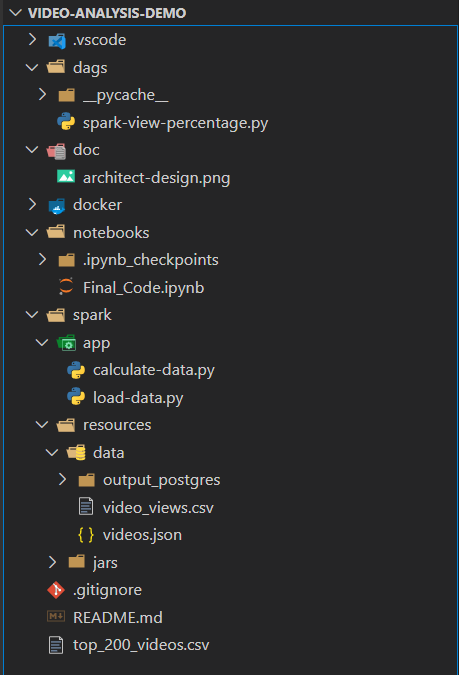 VIDEO-ANALYSIS-DEMO
.vscode
dags
__pycache__
spark-view-percentage.py
doc
architect-design.png
docker
notebooks
.ipynb_checkpoints
Final_Code.ipynb
spark
app
calculate-data.py
load-data.py
resources
data
output_postgres
video_views.csv
videos.json
jars
.gitignore
README.md
top_200_videos.csv